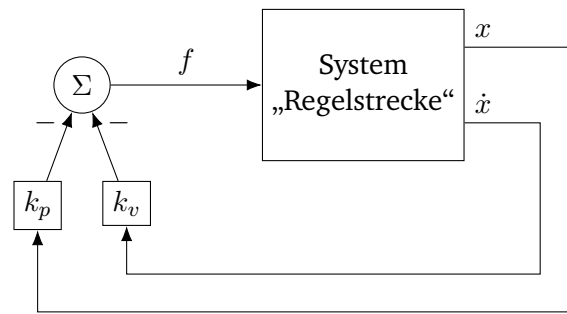 x
f
System
Σ
„Regelstrecke“
ẋ
− −
k_p k_v